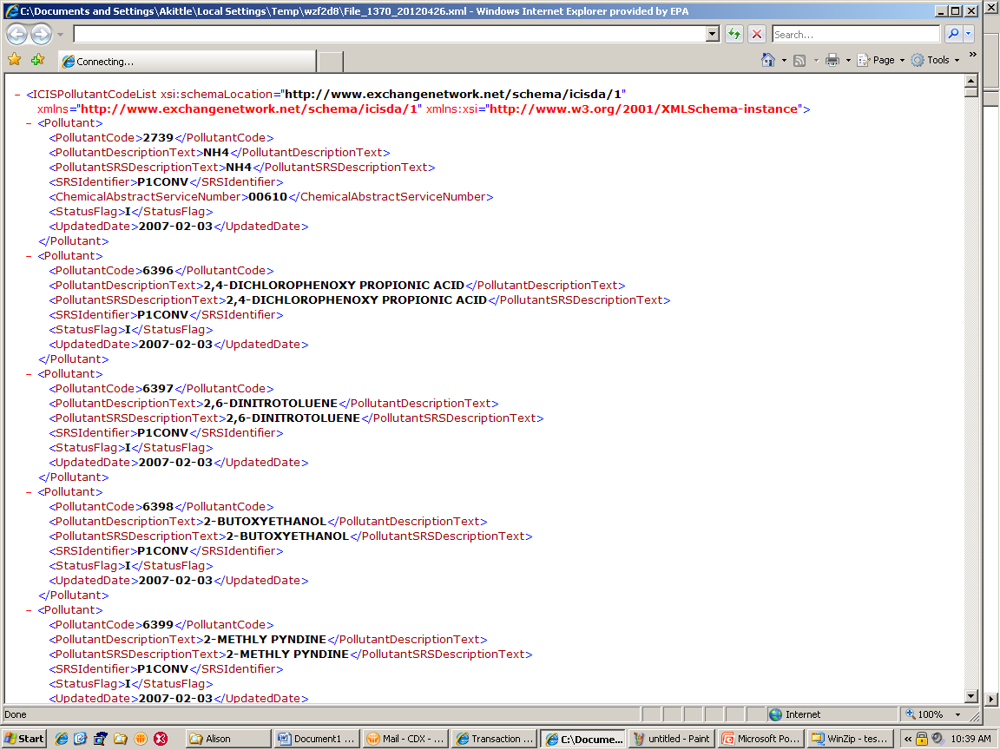 C:\Documents and Settings\Akittle\Local Settings\Temp\wzf2d8\File_1370_20120426.xml - Windows Internet Explorer provided by EPA
Search...
Connecting...
Page
Tools
»
- <ICISPollutantCodeList xsi:schemaLocation="http://www.exchangenetwork.net/schema/icisda/1"
xmlns="http://www.exchangenetwork.net/schema/icisda/1" xmlns:xsi="http://www.w3.org/2001/XMLSchema-instance">
- <Pollutant>
<PollutantCode>2739</PollutantCode>
<PollutantDescriptionText>NH4</PollutantDescriptionText>
<PollutantSRSDescriptionText>NH4</PollutantSRSDescriptionText>
<SRSIdentifier>P1CONV</SRSIdentifier>
<ChemicalAbstractServiceNumber>00610</ChemicalAbstractServiceNumber>
<StatusFlag>I</StatusFlag>
<UpdatedDate>2007-02-03</UpdatedDate>
</Pollutant>
- <Pollutant>
<PollutantCode>6396</PollutantCode>
<PollutantDescriptionText>2,4-DICHLOROPHENOXY PROPIONIC ACID</PollutantDescriptionText>
<PollutantSRSDescriptionText>2,4-DICHLOROPHENOXY PROPIONIC ACID</PollutantSRSDescriptionText>
<SRSIdentifier>P1CONV</SRSIdentifier>
<StatusFlag>I</StatusFlag>
<UpdatedDate>2007-02-03</UpdatedDate>
</Pollutant>
- <Pollutant>
<PollutantCode>6397</PollutantCode>
<PollutantDescriptionText>2,6-DINITROTOLUENE</PollutantDescriptionText>
<PollutantSRSDescriptionText>2,6-DINITROTOLUENE</PollutantSRSDescriptionText>
<SRSIdentifier>P1CONV</SRSIdentifier>
<StatusFlag>I</StatusFlag>
<UpdatedDate>2007-02-03</UpdatedDate>
</Pollutant>
- <Pollutant>
<PollutantCode>6398</PollutantCode>
<PollutantDescriptionText>2-BUTOXYETHANOL</PollutantDescriptionText>
<PollutantSRSDescriptionText>2-BUTOXYETHANOL</PollutantSRSDescriptionText>
<SRSIdentifier>P1CONV</SRSIdentifier>
<StatusFlag>I</StatusFlag>
<UpdatedDate>2007-02-03</UpdatedDate>
</Pollutant>
- <Pollutant>
<PollutantCode>6399</PollutantCode>
<PollutantDescriptionText>2-METHLY PYNDINE</PollutantDescriptionText>
<PollutantSRSDescriptionText>2-METHLY PYNDINE</PollutantSRSDescriptionText>
<SRSIdentifier>P1CONV</SRSIdentifier>
<StatusFlag>I</StatusFlag>
<UpdatedDate>2007-02-03</UpdatedDate>
Done
Internet
100%
Start
Alison
Document1 ...
Mail - CDX - ...
Transaction ...
C:\Docume...
untitled - Paint
Microsoft Po...
WinZip - tes...
«
10:39 AM